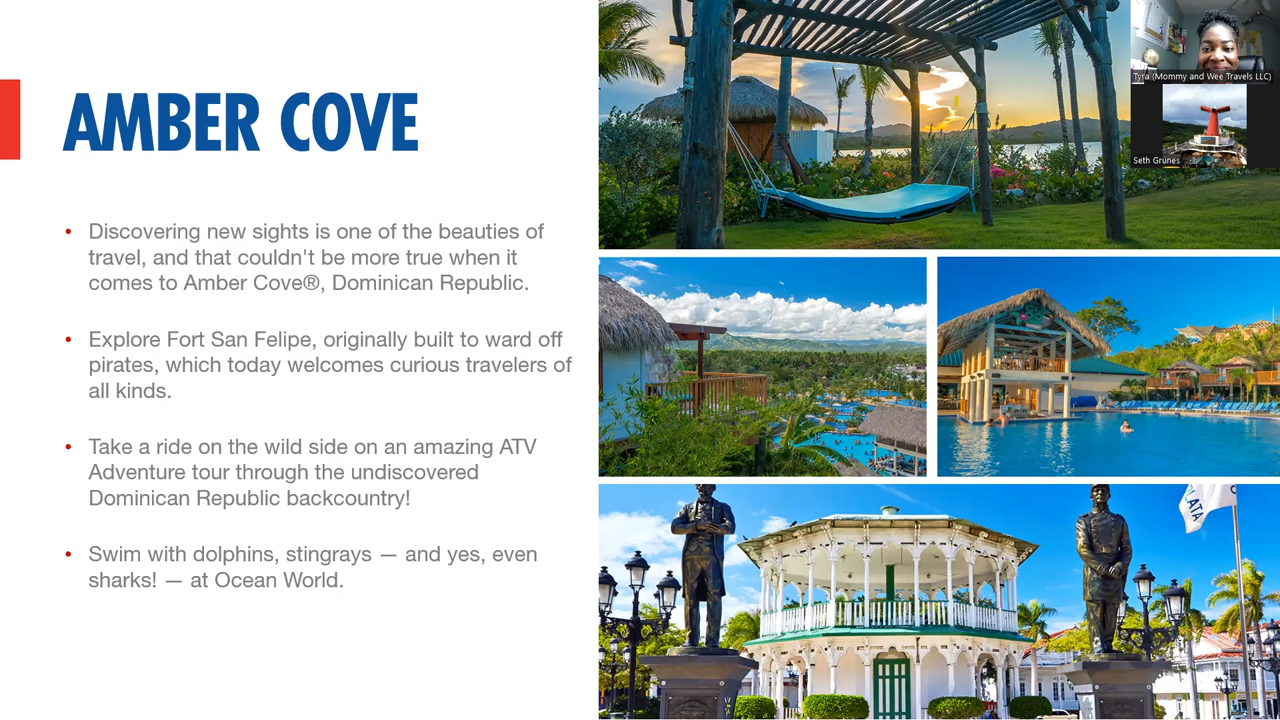 AMBER COVE
• Discovering new sights is one of the beauties of
travel, and that couldn't be more true when it
comes to Amber Cove®, Dominican Republic.
• Explore Fort San Felipe, originally built to ward off
pirates, which today welcomes curious travelers of
all kinds.
• Take a ride on the wild side on an amazing ATV
Adventure tour through the undiscovered
Dominican Republic backcountry!
• Swim with dolphins, stingrays — and yes, even
sharks! — at Ocean World.
Tyra (Mommy and Wee Travels LLC)
Seth Grunes